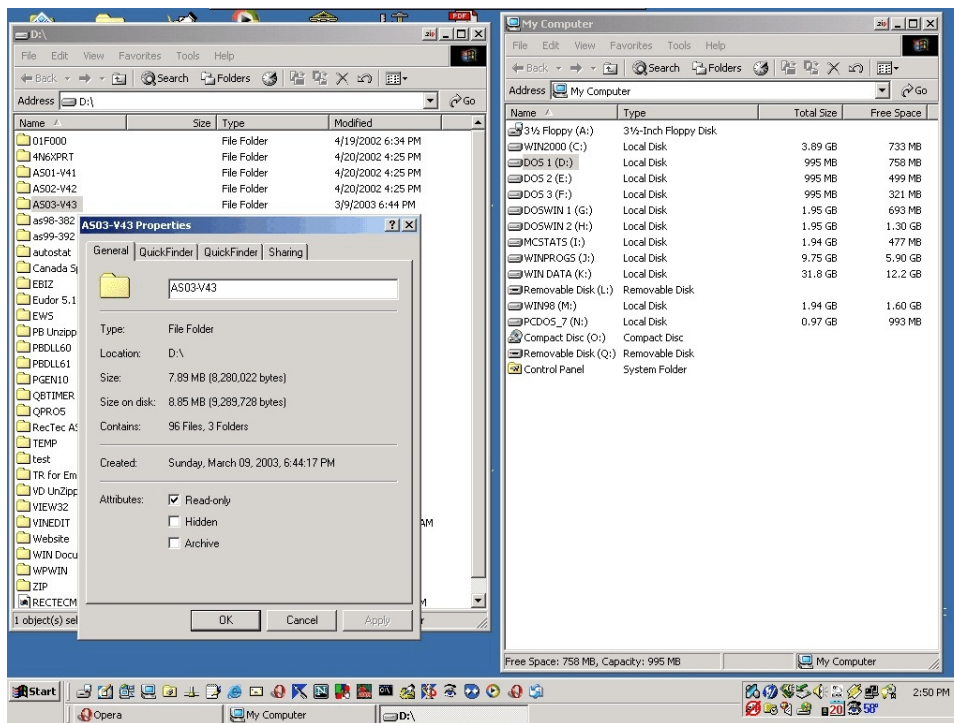 D:\
File Edit View Favorites Tools Help
Back Search Folders
Address D:\ Go
Name Size Type Modified
01F000 File Folder 4/19/2002 6:34 PM
4N6XPRT File Folder 4/20/2002 4:25 PM
AS01-V41 File Folder 4/20/2002 4:25 PM
AS02-V42 File Folder 4/20/2002 4:25 PM
AS03-V43 File Folder 3/9/2003 6:44 PM
as98-382
as99-392
autostat
Canada S
EBIZ
Eudor 5.1
EWS
PB Unzipp
PBDLL60
PBDLL61
PGEN10
QBTIMER
QPRO5
RecTec A
TEMP
test
TR for Em
VD UnZipp
VIEW32
VINEDIT AM
Website
WIN Docu
WPWIN
ZIP
RECTECM
1 object(s) sel
AS03-V43 Properties
General QuickFinder QuickFinder Sharing
AS03-V43
Type: File Folder
Location: D:\
Size: 7.89 MB (8,280,022 bytes)
Size on disk: 8.85 MB (9,289,728 bytes)
Contains: 96 Files, 3 Folders
Created: Sunday, March 09, 2003, 6:44:17 PM
Attributes: Read-only
Hidden
Archive
OK Cancel Apply
My Computer
File Edit View Favorites Tools Help
Back Search Folders
Address My Computer Go
Name Type Total Size Free Space
3½ Floppy (A:) 3½-Inch Floppy Disk
WIN2000 (C:) Local Disk 3.89 GB 733 MB
DOS 1 (D:) Local Disk 995 MB 758 MB
DOS 2 (E:) Local Disk 995 MB 499 MB
DOS 3 (F:) Local Disk 995 MB 321 MB
DOSWIN 1 (G:) Local Disk 1.95 GB 693 MB
DOSWIN 2 (H:) Local Disk 1.95 GB 1.30 GB
MCSTATS (I:) Local Disk 1.94 GB 477 MB
WINPROGS (J:) Local Disk 9.75 GB 5.90 GB
WIN DATA (K:) Local Disk 31.8 GB 12.2 GB
Removable Disk (L:) Removable Disk
WIN98 (M:) Local Disk 1.94 GB 1.60 GB
PCDOS_7 (N:) Local Disk 0.97 GB 993 MB
Compact Disc (O:) Compact Disc
Removable Disk (Q:) Removable Disk
Control Panel System Folder
Free Space: 758 MB, Capacity: 995 MB My Computer
Start 2:50 PM
20 58°
Opera My Computer D:\